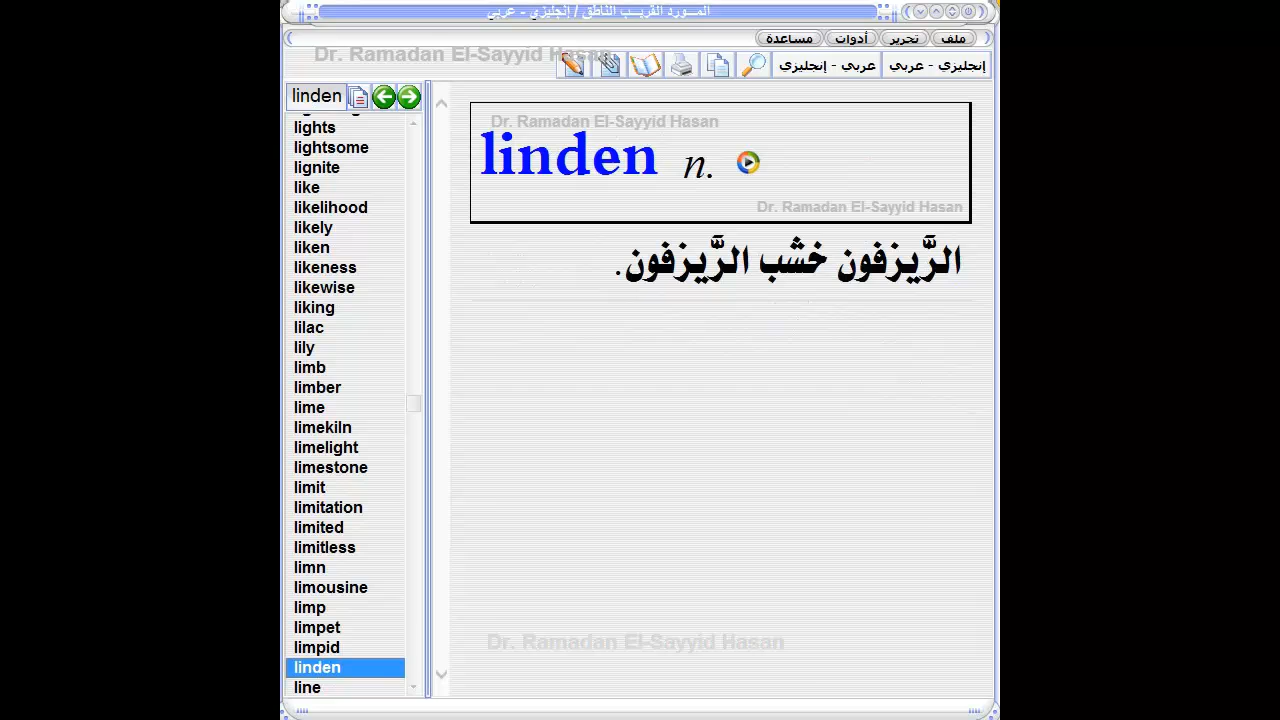 المـــورد القريـــب الناطق / إنجليزي - عربي
ملف تحرير أدوات مساعدة
Dr. Ramadan El-Sayyid Hasan
إنجليزي - عربي عربي - إنجليزي
linden
lights
lightsome
lignite
like
likelihood
likely
liken
likeness
likewise
liking
lilac
lily
limb
limber
lime
limekiln
limelight
limestone
limit
limitation
limited
limitless
limn
limousine
limp
limpet
limpid
linden
line
Dr. Ramadan El-Sayyid Hasan
linden n.
Dr. Ramadan El-Sayyid Hasan
الزَّيزفون خشب الزَّيزفون.
Dr. Ramadan El-Sayyid Hasan